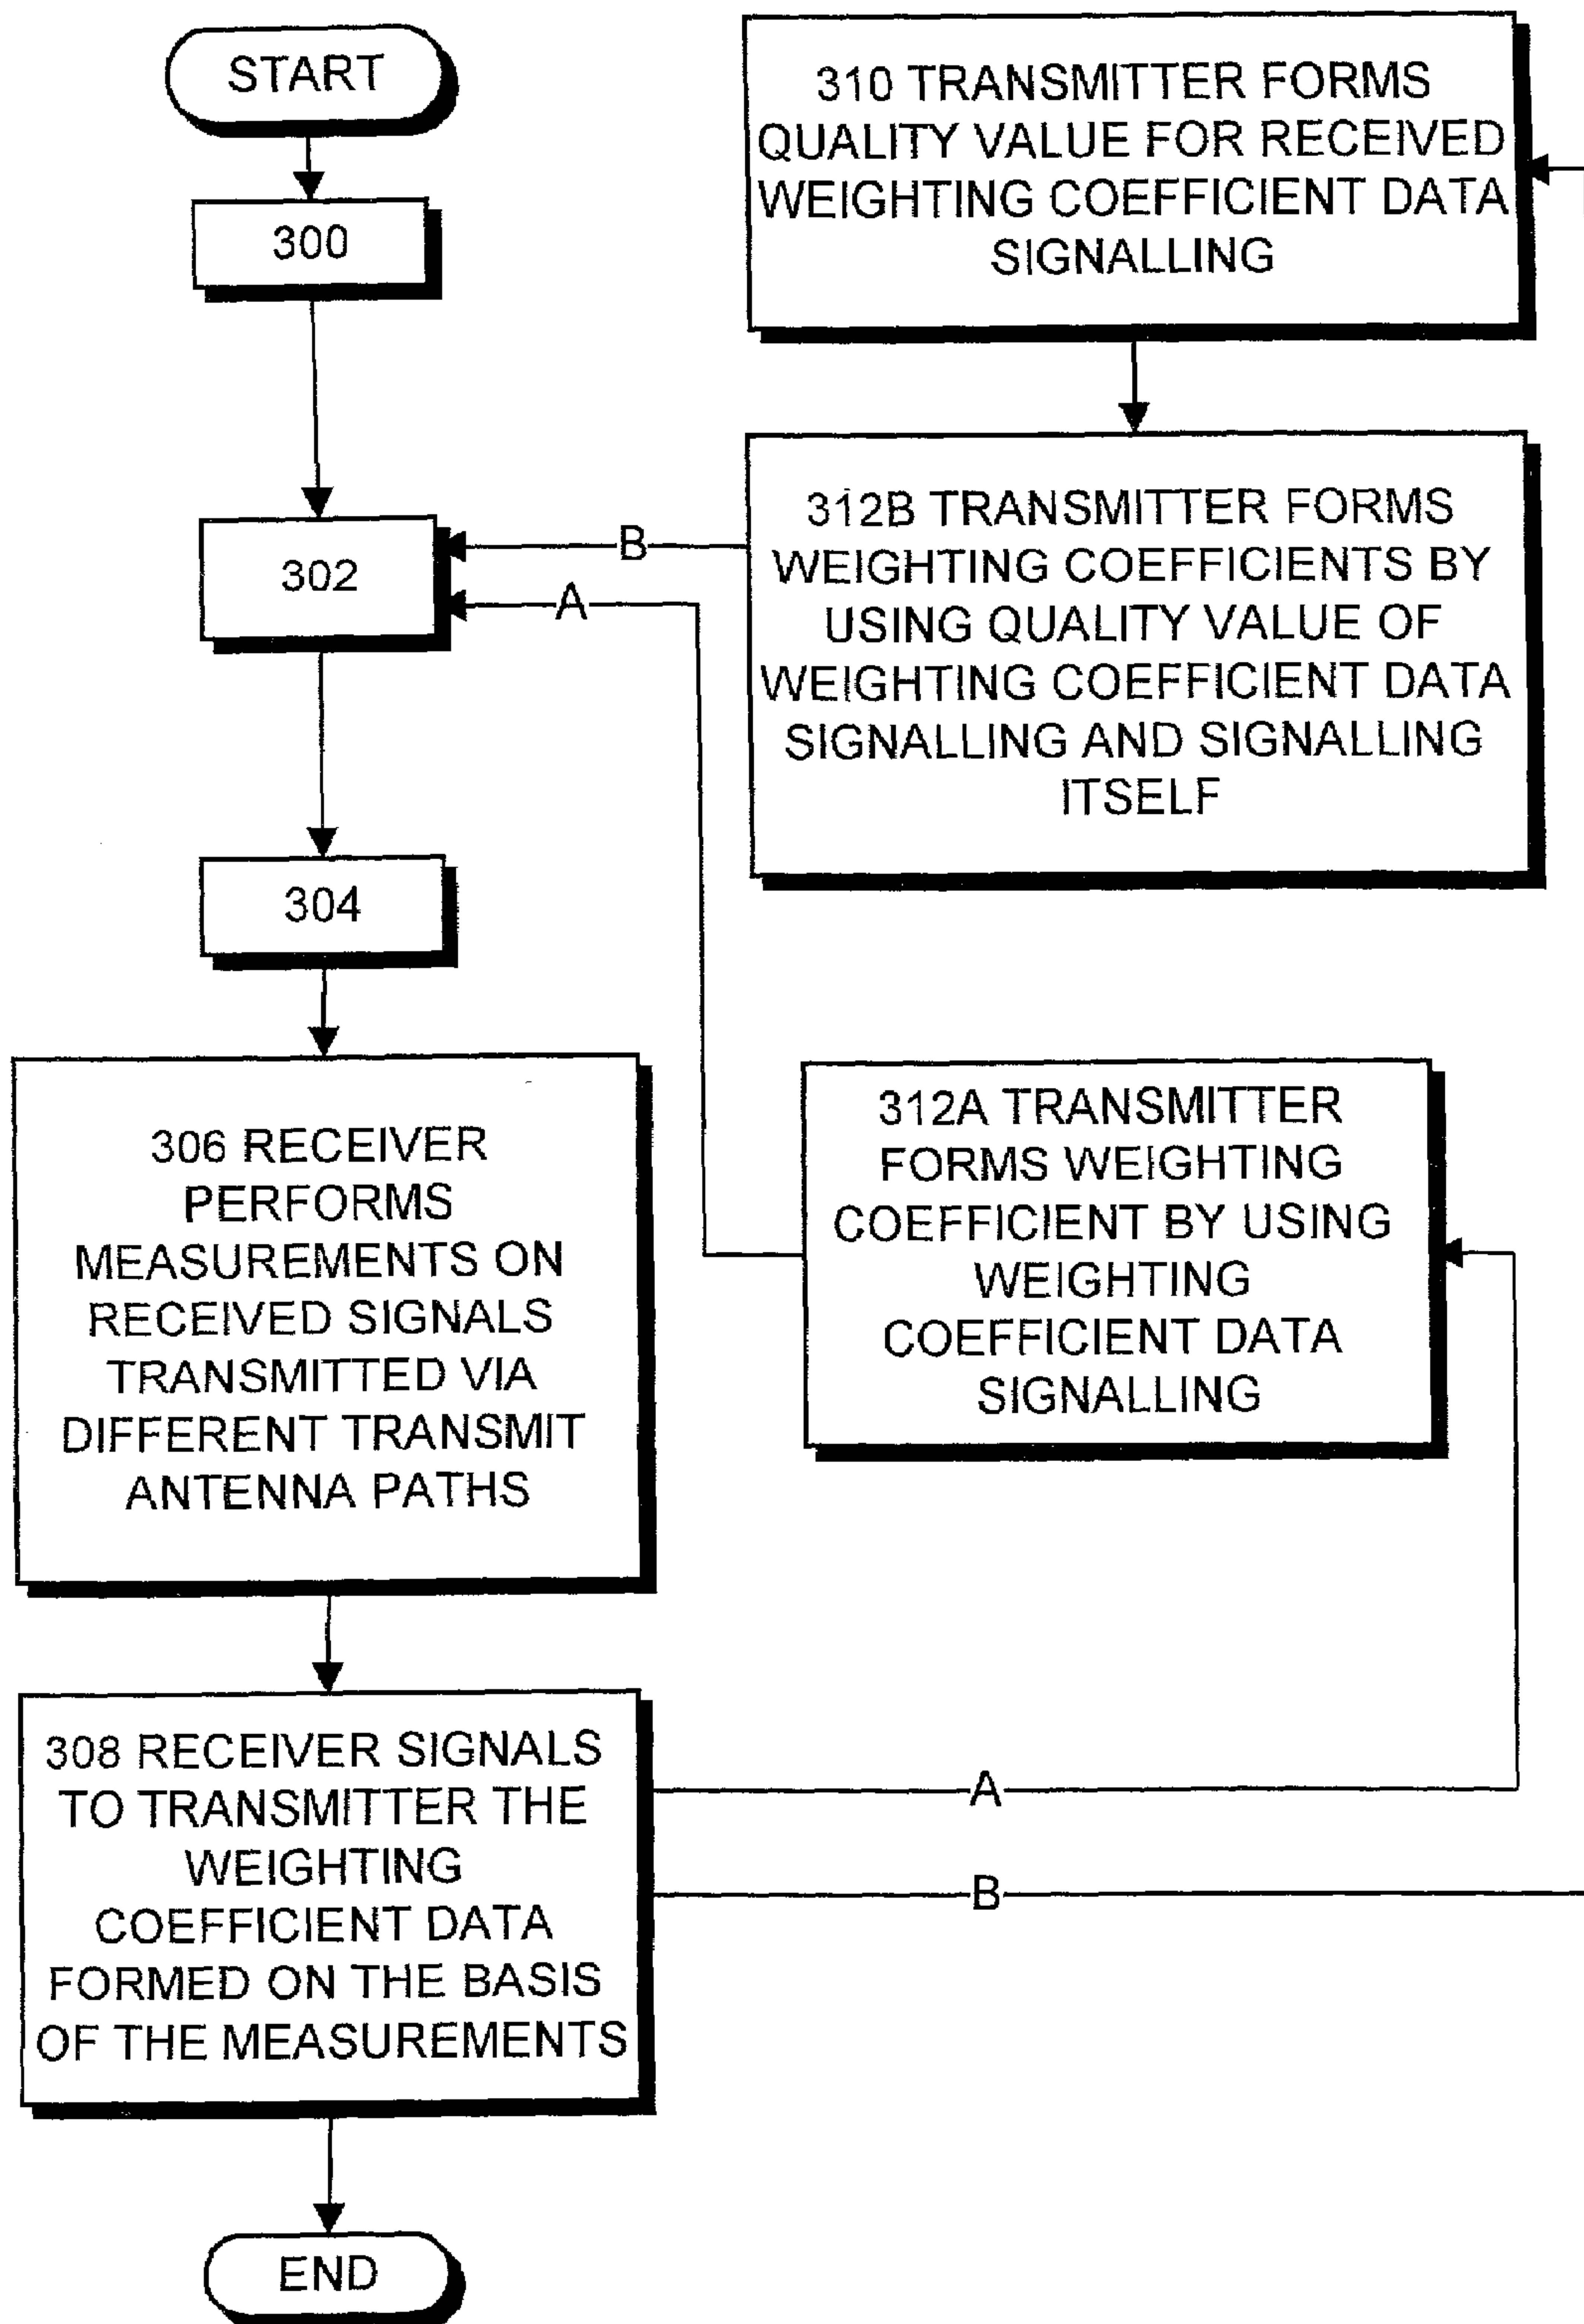 START
300
302
304
306 RECEIVER
PERFORMS
MEASUREMENTS ON
RECEIVED SIGNALS
TRANSMITTED VIA
DIFFERENT TRANSMIT
ANTENNA PATHS
308 RECEIVER SIGNALS
TO TRANSMITTER THE
WEIGHTING
COEFFICIENT DATA
FORMED ON THE BASIS
OF THE MEASUREMENTS
END
310 TRANSMITTER FORMS
QUALITY VALUE FOR RECEIVED
WEIGHTING COEFFICIENT DATA
SIGNALLING
312B TRANSMITTER FORMS
WEIGHTING COEFFICIENTS BY
USING QUALITY VALUE OF
WEIGHTING COEFFICIENT DATA
SIGNALLING AND SIGNALLING
ITSELF
B
A
312A TRANSMITTER
FORMS WEIGHTING
COEFFICIENT BY USING
WEIGHTING
COEFFICIENT DATA
SIGNALLING
A
B